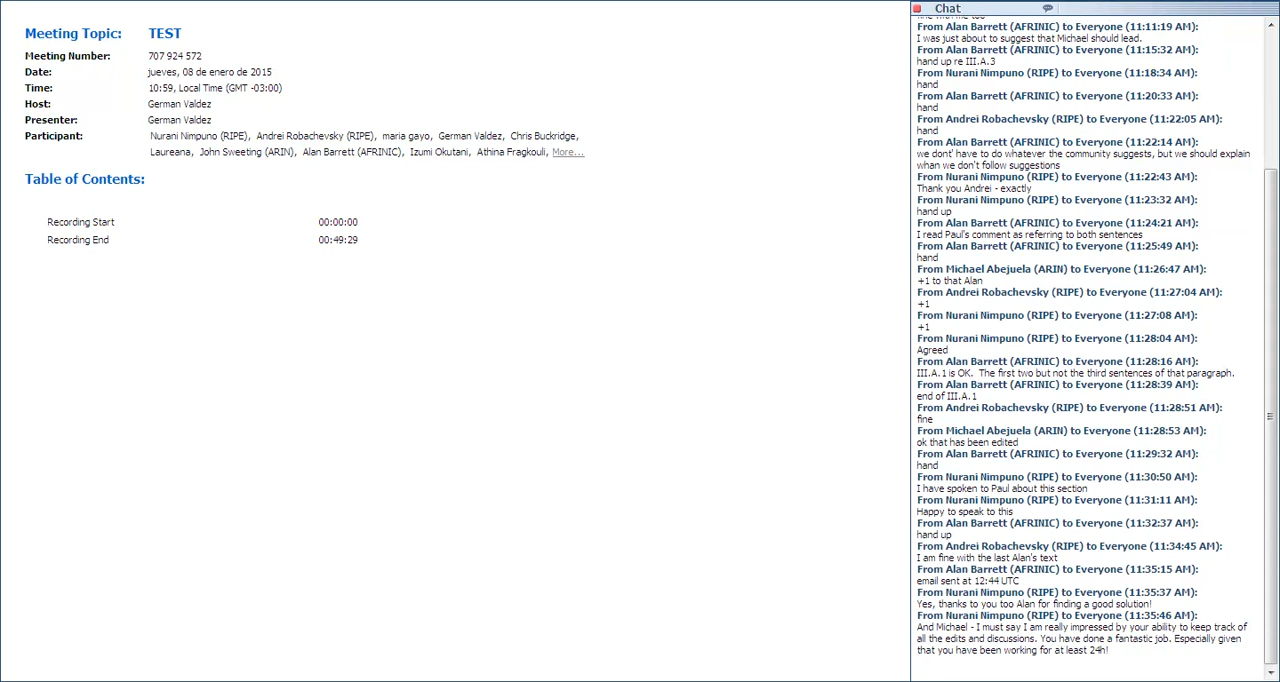 Meeting Topic: TEST
Meeting Number: 707 924 572
Date: jueves, 08 de enero de 2015
Time: 10:59, Local Time (GMT -03:00)
Host: German Valdez
Presenter: German Valdez
Participant: Nurani Nimpuno (RIPE), Andrei Robachevsky (RIPE), maria gayo, German Valdez, Chris Buckridge,
Laureana, John Sweeting (ARIN), Alan Barrett (AFRINIC), Izumi Okutani, Athina Fragkouli, More...
Table of Contents:
Recording Start 00:00:00
Recording End 00:49:29
Chat
From Alan Barrett (AFRINIC) to Everyone (11:11:19 AM):
I was just about to suggest that Michael should lead.
From Alan Barrett (AFRINIC) to Everyone (11:15:32 AM):
hand up re III.A.3
From Nurani Nimpuno (RIPE) to Everyone (11:18:34 AM):
hand
From Alan Barrett (AFRINIC) to Everyone (11:20:33 AM):
hand
From Andrei Robachevsky (RIPE) to Everyone (11:22:05 AM):
hand
From Alan Barrett (AFRINIC) to Everyone (11:22:14 AM):
we dont' have to do whatever the community suggests, but we should explain
whan we don't follow suggestions
From Nurani Nimpuno (RIPE) to Everyone (11:22:43 AM):
Thank you Andrei - exactly
From Nurani Nimpuno (RIPE) to Everyone (11:23:32 AM):
hand up
From Alan Barrett (AFRINIC) to Everyone (11:24:21 AM):
I read Paul's comment as referring to both sentences
From Alan Barrett (AFRINIC) to Everyone (11:25:49 AM):
hand
From Michael Abejuela (ARIN) to Everyone (11:26:47 AM):
+1 to that Alan
From Andrei Robachevsky (RIPE) to Everyone (11:27:04 AM):
+1
From Nurani Nimpuno (RIPE) to Everyone (11:27:08 AM):
+1
From Nurani Nimpuno (RIPE) to Everyone (11:28:04 AM):
Agreed
From Alan Barrett (AFRINIC) to Everyone (11:28:16 AM):
III.A.1 is OK. The first two but not the third sentences of that paragraph.
From Alan Barrett (AFRINIC) to Everyone (11:28:39 AM):
end of III.A.1
From Andrei Robachevsky (RIPE) to Everyone (11:28:51 AM):
fine
From Michael Abejuela (ARIN) to Everyone (11:28:53 AM):
ok that has been edited
From Alan Barrett (AFRINIC) to Everyone (11:29:32 AM):
hand
From Nurani Nimpuno (RIPE) to Everyone (11:30:50 AM):
I have spoken to Paul about this section
From Nurani Nimpuno (RIPE) to Everyone (11:31:11 AM):
Happy to speak to this
From Alan Barrett (AFRINIC) to Everyone (11:32:37 AM):
hand up
From Andrei Robachevsky (RIPE) to Everyone (11:34:45 AM):
I am fine with the last Alan's text
From Alan Barrett (AFRINIC) to Everyone (11:35:15 AM):
email sent at 12:44 UTC
From Nurani Nimpuno (RIPE) to Everyone (11:35:37 AM):
Yes, thanks to you too Alan for finding a good solution!
From Nurani Nimpuno (RIPE) to Everyone (11:35:46 AM):
And Michael - I must say I am really impressed by your ability to keep track of
all the edits and discussions. You have done a fantastic job. Especially given
that you have been working for at least 24h!